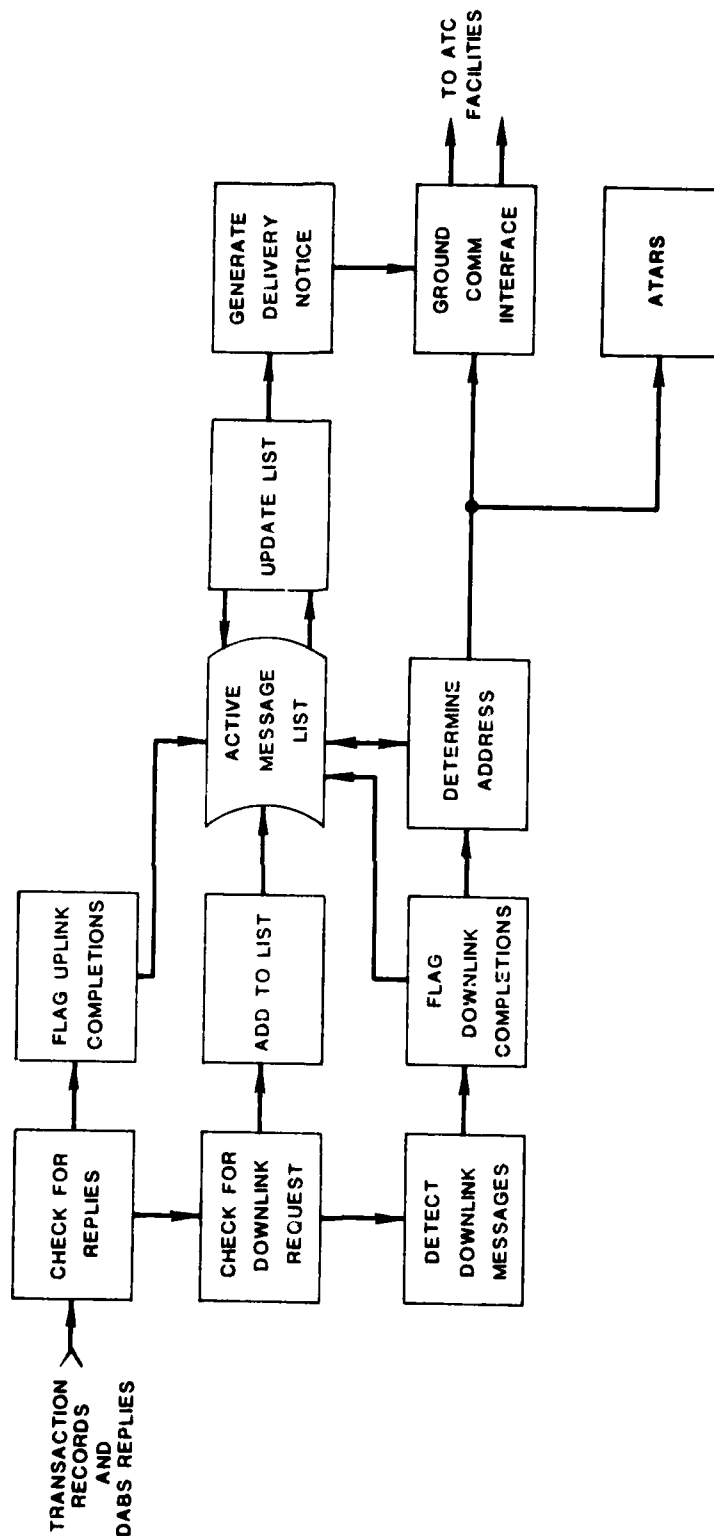 TRANSACTION
RECORDS
AND
DABS REPLIES
CHECK FOR
REPLIES
FLAG UPLINK
COMPLETIONS
CHECK FOR
DOWNLINK
REQUEST
ADD TO LIST
ACTIVE
MESSAGE
LIST
UPDATE LIST
GENERATE
DELIVERY
NOTICE
DETECT
DOWNLINK
MESSAGES
FLAG
DOWNLINK
COMPLETIONS
DETERMINE
ADDRESS
GROUND
COMM
INTERFACE
TO ATC
FACILITIES
ATARS